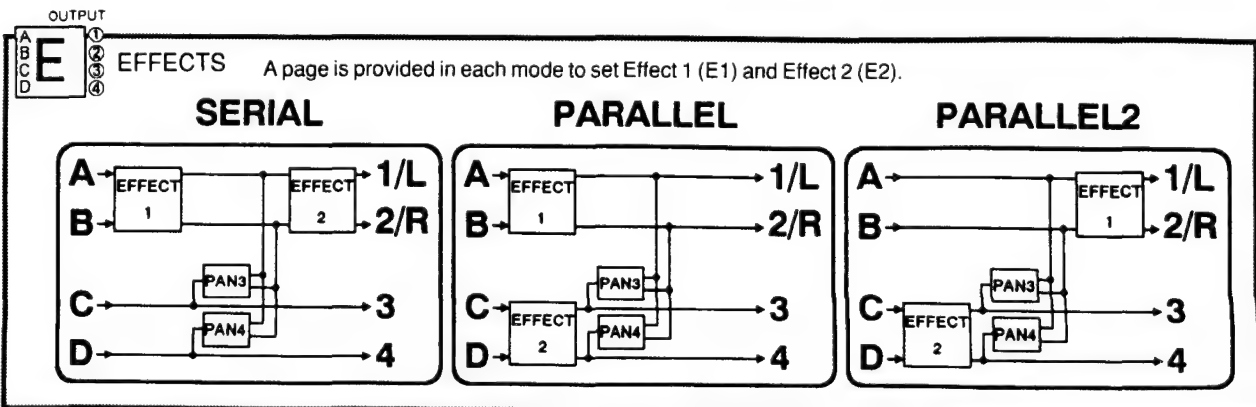 OUTPUT
A ①
B ②
C ③
D ④
E
EFFECTS
A page is provided in each mode to set Effect 1 (E1) and Effect 2 (E2).
SERIAL
A
EFFECT
1
EFFECT
2
1/L
B
2/R
PAN3
C
3
PAN4
D
4
PARALLEL
A
EFFECT
1
1/L
B
2/R
PAN3
C
EFFECT
2
3
PAN4
D
4
PARALLEL2
A
EFFECT
1
1/L
B
2/R
PAN3
C
EFFECT
2
3
PAN4
D
4